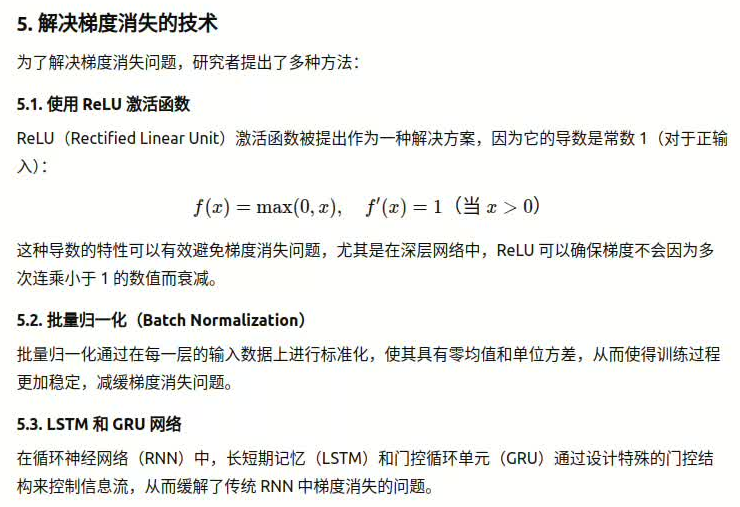 5. 解决梯度消失的技术
为了解决梯度消失问题，研究者提出了多种方法：
5.1. 使用 ReLU 激活函数
ReLU（Rectified Linear Unit）激活函数被提出作为一种解决方案，因为它的导数是常数 1（对于正输
入）：
f(x) = max(0, x),  f′(x) = 1（当 x > 0）
这种导数的特性可以有效避免梯度消失问题，尤其是在深层网络中，ReLU 可以确保梯度不会因为多
次连乘小于 1 的数值而衰减。
5.2. 批量归一化（Batch Normalization）
批量归一化通过在每一层的输入数据上进行标准化，使其具有零均值和单位方差，从而使得训练过程
更加稳定，减缓梯度消失问题。
5.3. LSTM 和 GRU 网络
在循环神经网络（RNN）中，长短期记忆（LSTM）和门控循环单元（GRU）通过设计特殊的门控结
构来控制信息流，从而缓解了传统 RNN 中梯度消失的问题。